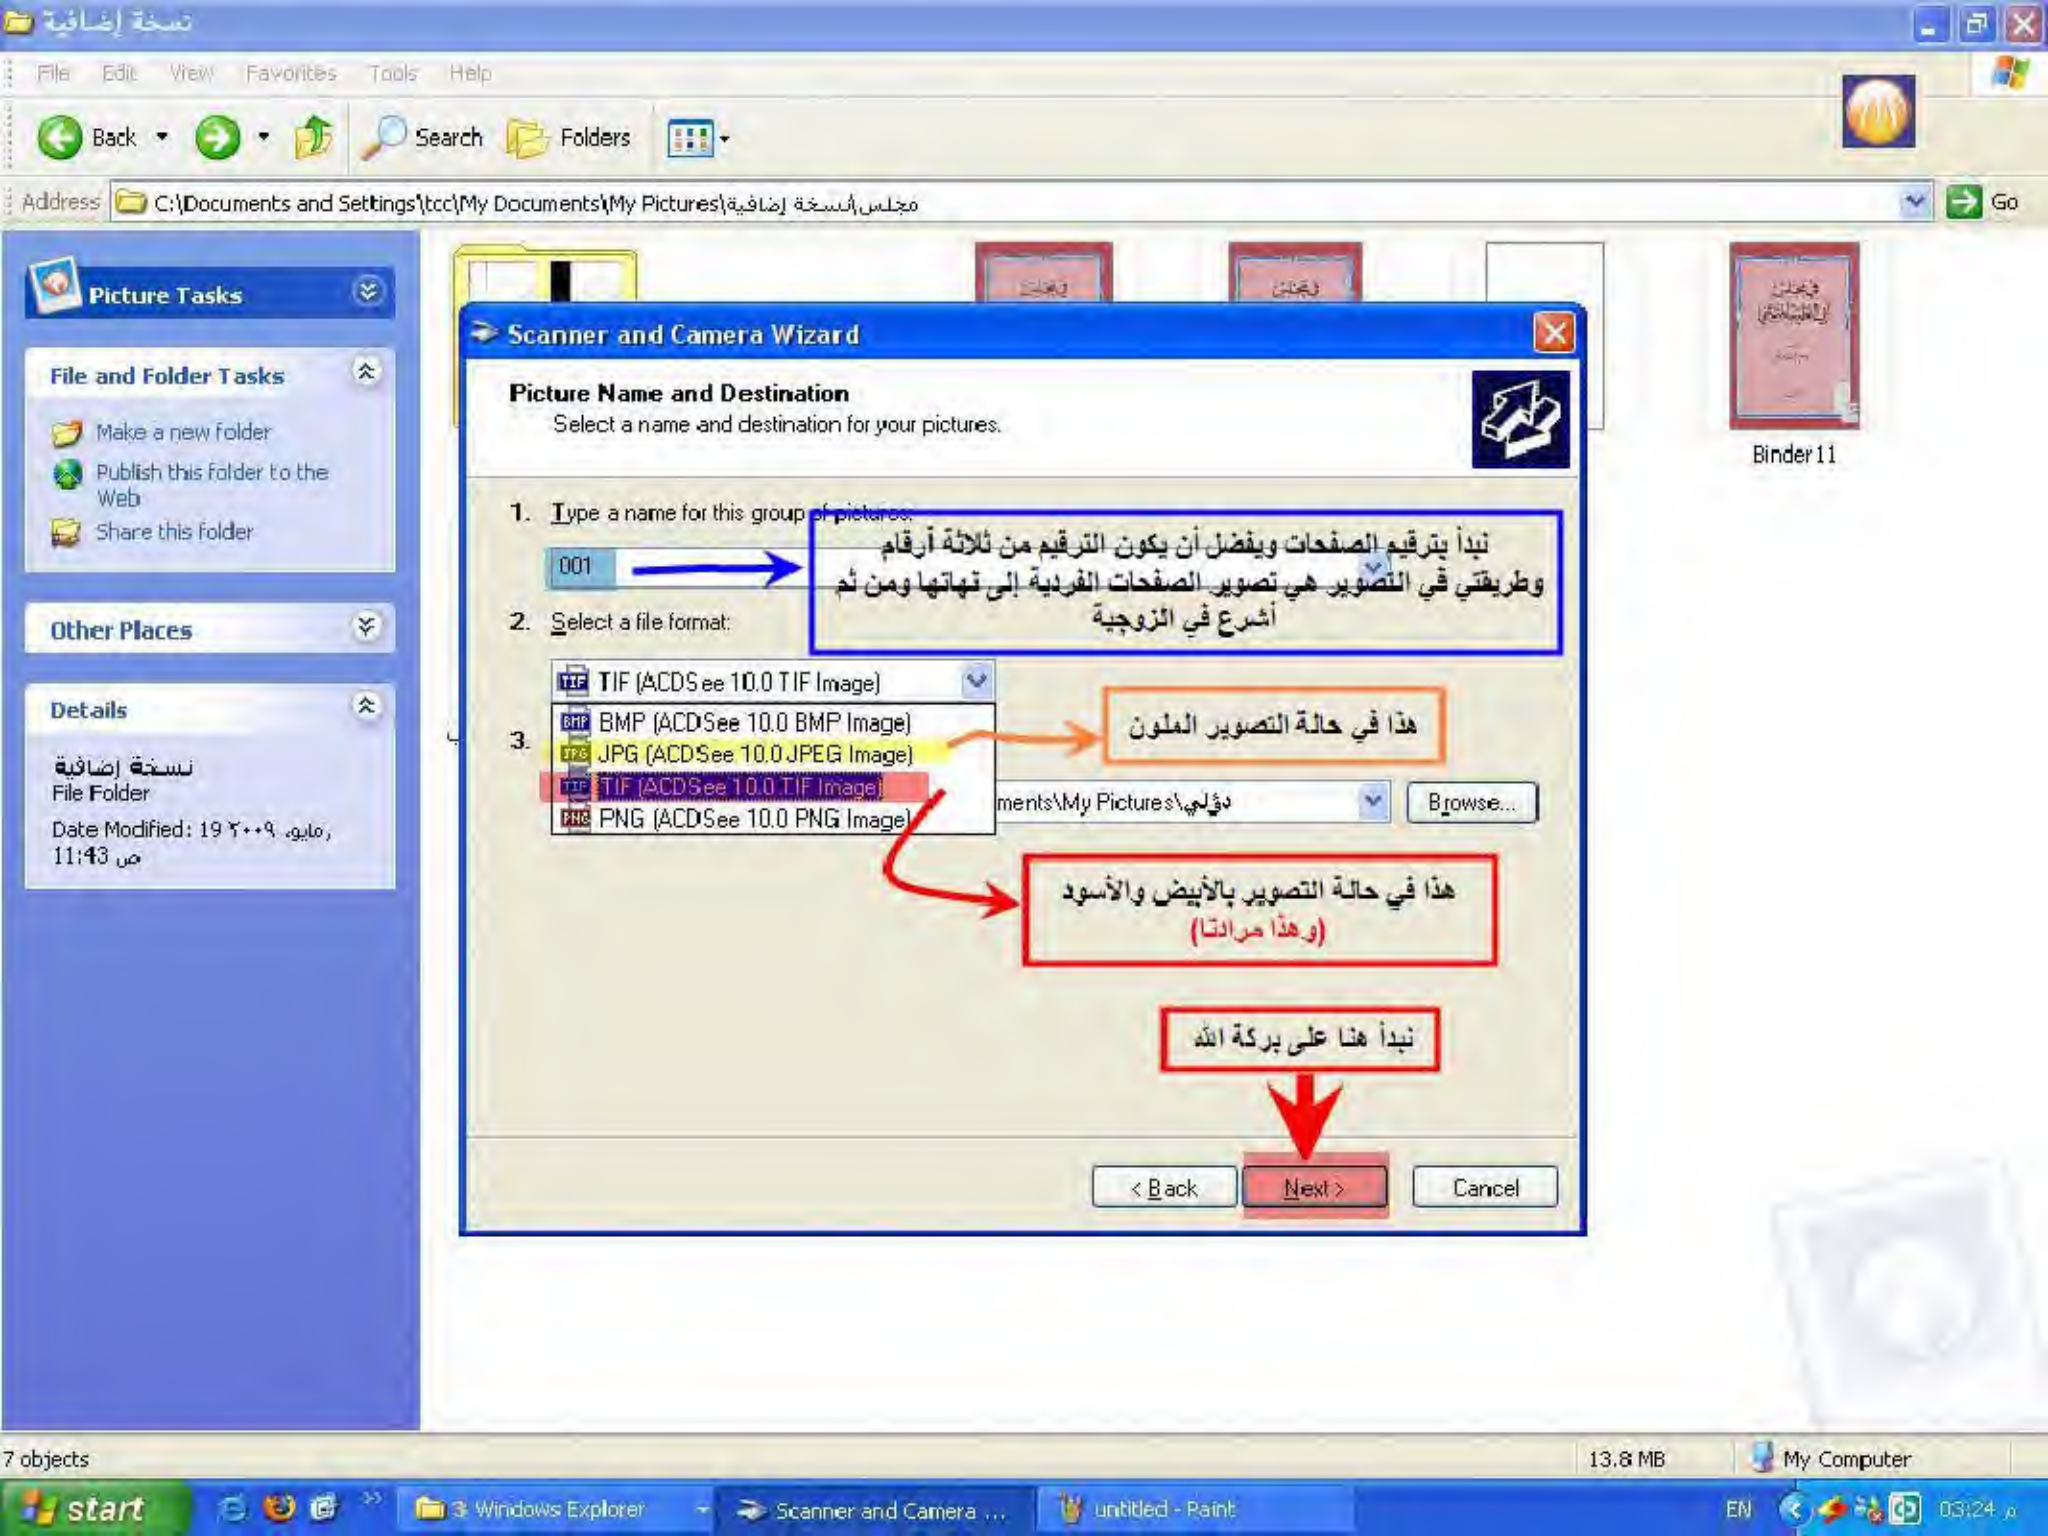 نسخة إضافية
File Edit View Favorites Tools Help
Back Search Folders
Address C:\Documents and Settings\tcc\My Documents\My Pictures\مجلس\نسخة إضافية Go
Picture Tasks
File and Folder Tasks
Make a new folder
Publish this folder to the
Web
Share this folder
Other Places
Details
نسخة إضافية
File Folder
Date Modified: 19 مايو, ٢٠٠٩,
11:43 ص
في مجلس
في مجلس
في مجلس
Binder11
Scanner and Camera Wizard
Picture Name and Destination
Select a name and destination for your pictures.
1. Type a name for this group of pictures:
001
نبدأ بترقيم الصفحات ويفضل أن يكون الترقيم من ثلاثة أرقام
وطريقتي في التصوير هي تصوير الصفحات الفردية إلى نهاتها ومن ثم
أشرع في الزوجية
2. Select a file format:
TIF (ACDSee 10.0 TIF Image)
BMP (ACDSee 10.0 BMP Image)
JPG (ACDSee 10.0 JPEG Image)
TIF (ACDSee 10.0 TIF Image)
PNG (ACDSee 10.0 PNG Image)
هذا في حالة التصوير الملون
3.
ments\My Pictures\دؤلي Browse...
هذا في حالة التصوير بالأبيض والأسود
(وهذا مرادنا)
نبدأ هنا على بركة الله
< Back Next > Cancel
7 objects 13.8 MB My Computer
start 3 Windows Explorer Scanner and Camera ... untitled - Paint EN 03:24 م